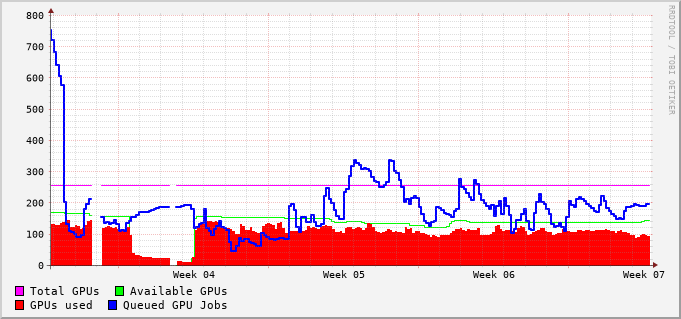 800
700
600
500
400
300
200
100
0
Week 04 Week 05 Week 06 Week 07
Total GPUs Available GPUs
GPUs used Queued GPU Jobs
RRDTOOL / TOBI OETIKER